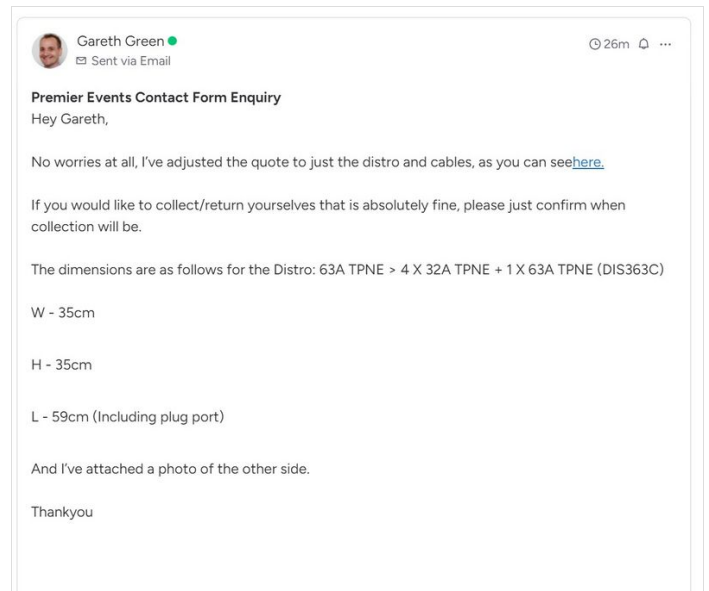 Gareth Green
26m
Sent via Email
Premier Events Contact Form Enquiry
Hey Gareth,
No worries at all, I've adjusted the quote to just the distro and cables, as you can seehere.
If you would like to collect/return yourselves that is absolutely fine, please just confirm when
collection will be.
The dimensions are as follows for the Distro: 63A TPNE > 4 X 32A TPNE + 1 X 63A TPNE (DIS363C)
W - 35cm
H - 35cm
L - 59cm (Including plug port)
And I've attached a photo of the other side.
Thankyou